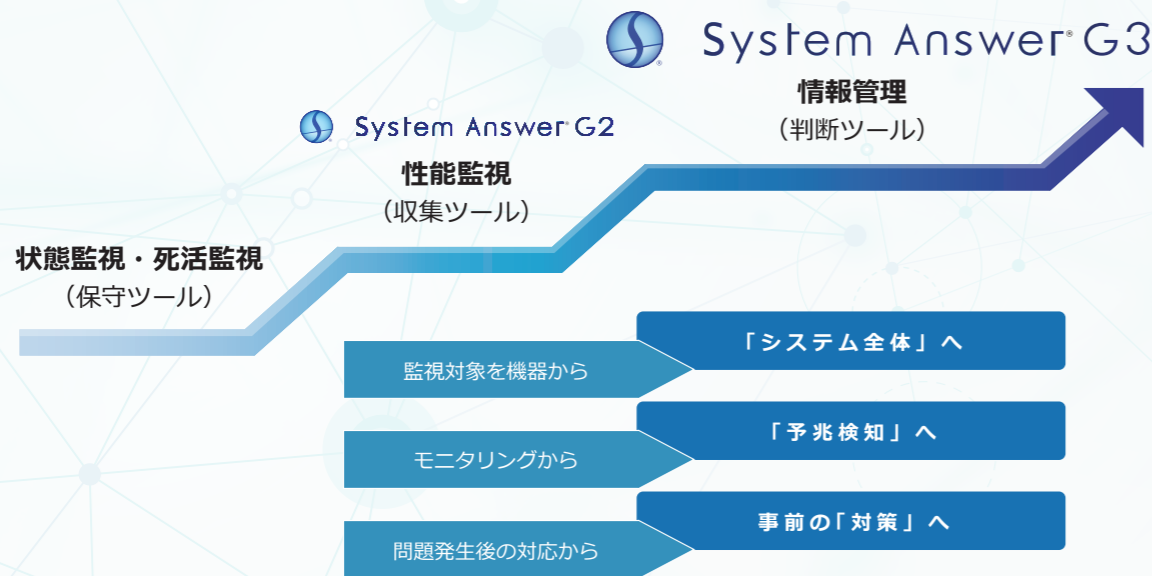 System Answer® G3
情報管理
（判断ツール）
System Answer® G2
性能監視
（収集ツール）
状態監視・死活監視
（保守ツール）
監視対象を機器から
「システム全体」へ
モニタリングから
「予兆検知」へ
問題発生後の対応から
事前の「対策」へ